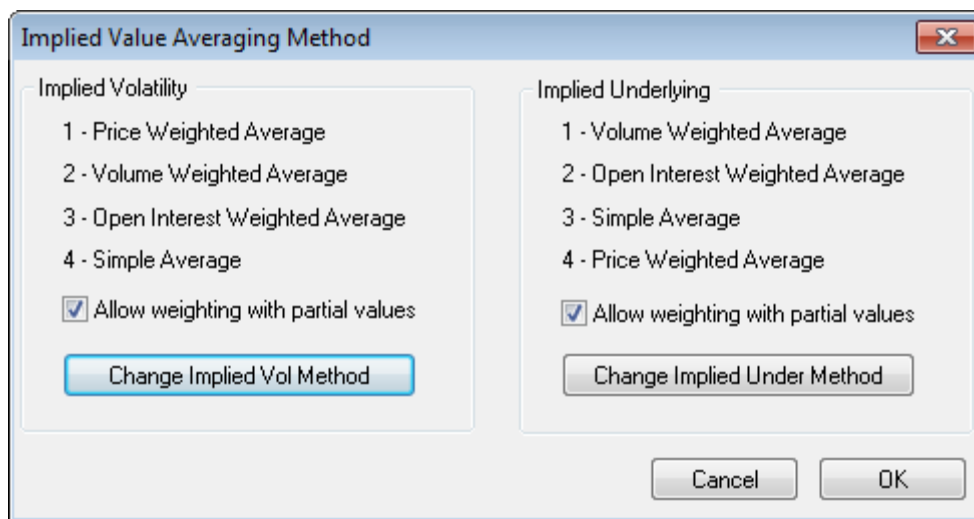 Implied Value Averaging Method
Implied Volatility
1 - Price Weighted Average
2 - Volume Weighted Average
3 - Open Interest Weighted Average
4 - Simple Average
Allow weighting with partial values
Change Implied Vol Method
Implied Underlying
1 - Volume Weighted Average
2 - Open Interest Weighted Average
3 - Simple Average
4 - Price Weighted Average
Allow weighting with partial values
Change Implied Under Method
Cancel
OK